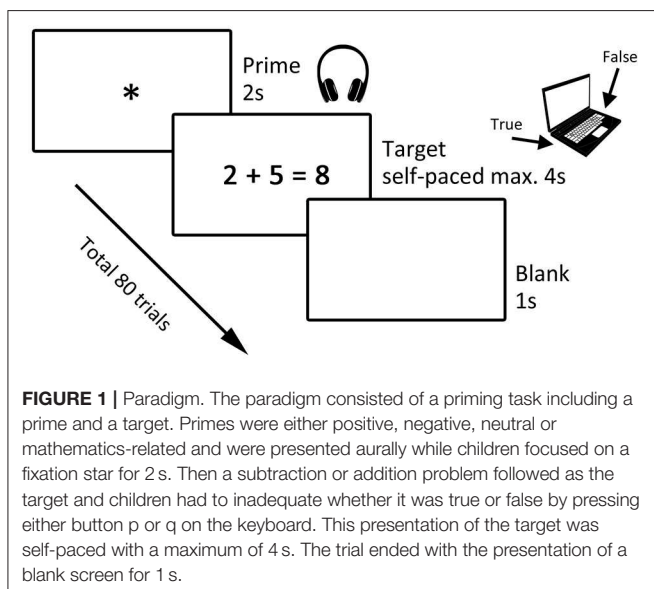 *
Prime
2s
False
True
2 + 5 = 8
Target
self-paced max. 4s
Total 80 trials
Blank
1s
FIGURE 1 | Paradigm. The paradigm consisted of a priming task including a
prime and a target. Primes were either positive, negative, neutral or
mathematics-related and were presented aurally while children focused on a
fixation star for 2 s. Then a subtraction or addition problem followed as the
target and children had to inadequate whether it was true or false by pressing
either button p or q on the keyboard. This presentation of the target was
self-paced with a maximum of 4 s. The trial ended with the presentation of a
blank screen for 1 s.